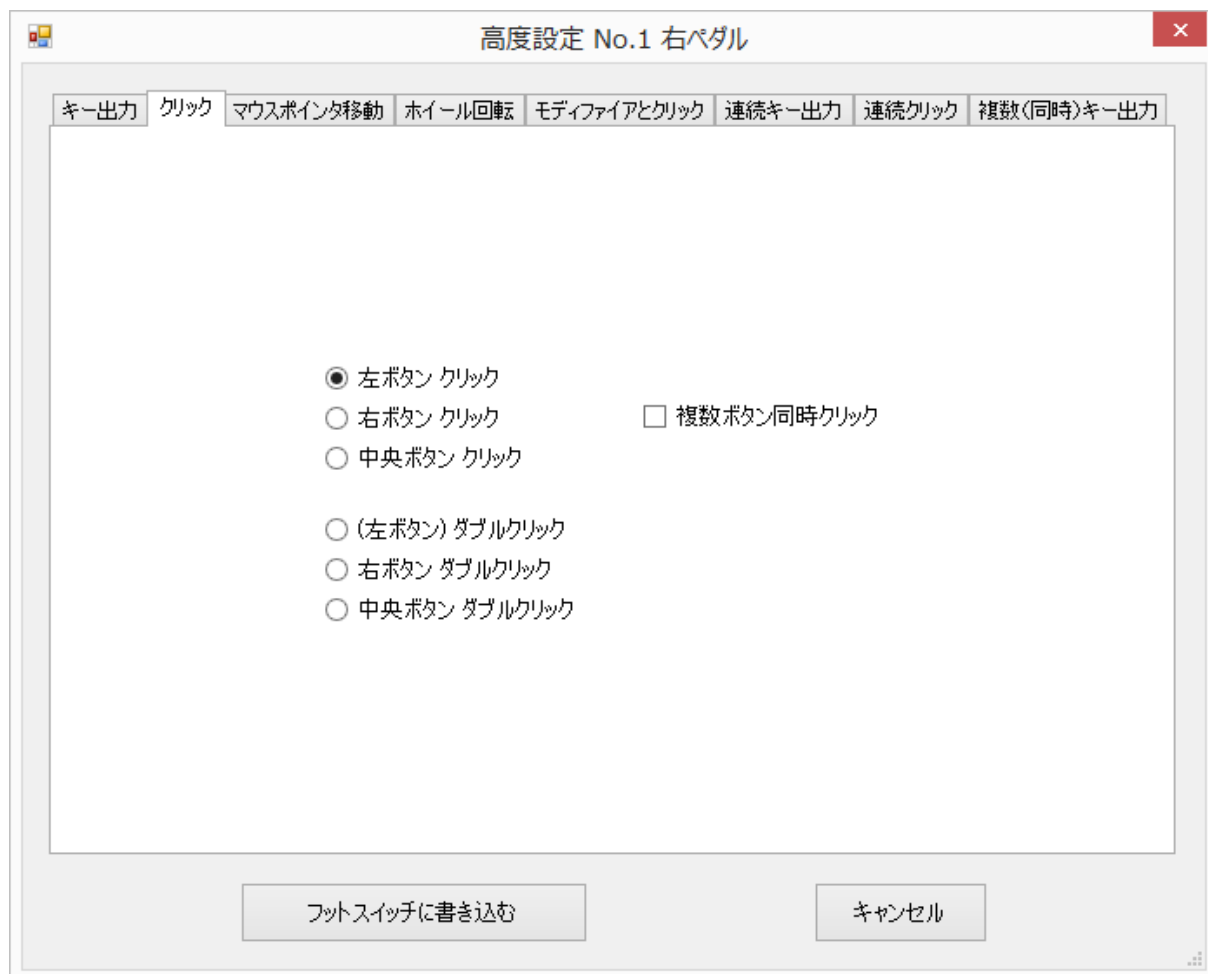 高度設定 No.1 右ペダル
キー出力 クリック マウスポインタ移動 ホイール回転 モディファイアとクリック 連続キー出力 連続クリック 複数(同時)キー出力
左ボタン クリック
右ボタン クリック 複数ボタン同時クリック
中央ボタン クリック
(左ボタン) ダブルクリック
右ボタン ダブルクリック
中央ボタン ダブルクリック
フットスイッチに書き込む キャンセル